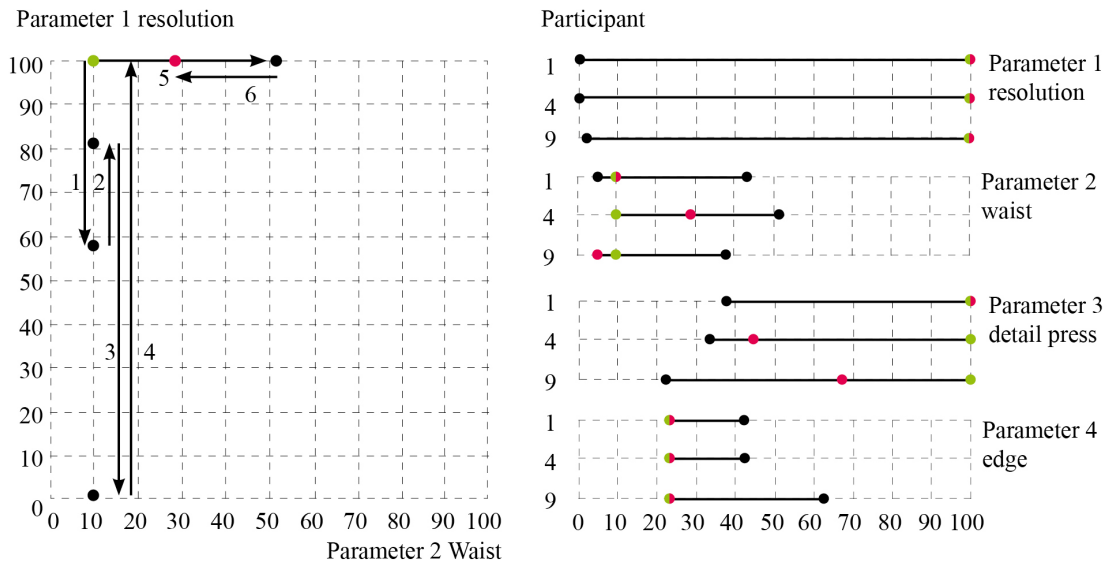 Parameter 1 resolution
100
90
80
70
60
50
40
30
20
10
0
1
2
3
4
5
6
0 10 20 30 40 50 60 70 80 90 100
Parameter 2 Waist
Participant
1
4
9
Parameter 1
resolution
1
4
9
Parameter 2
waist
1
4
9
Parameter 3
detail press
1
4
9
Parameter 4
edge
0 10 20 30 40 50 60 70 80 90 100